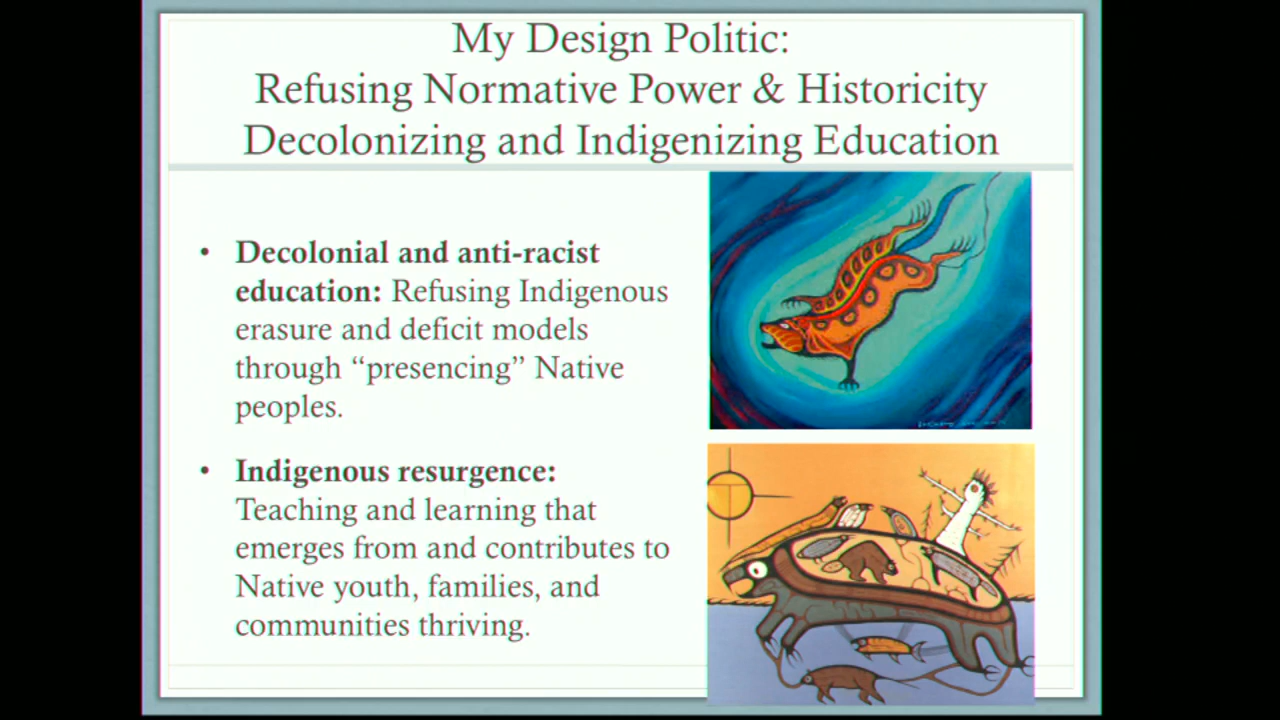 My Design Politic:
Refusing Normative Power & Historicity
Decolonizing and Indigenizing Education
• Decolonial and anti-racist
education: Refusing Indigenous
erasure and deficit models
through “presencing” Native
peoples.
• Indigenous resurgence:
Teaching and learning that
emerges from and contributes to
Native youth, families, and
communities thriving.